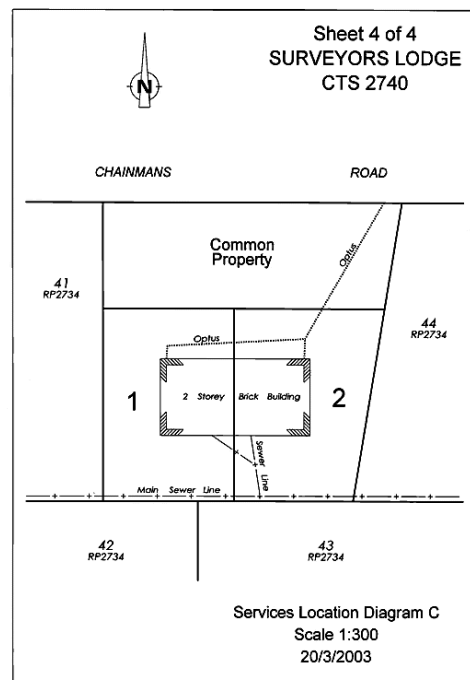 Sheet 4 of 4
SURVEYORS LODGE
CTS 2740
N
CHAINMANS ROAD
Common
Property
Optus
41
RP2734
44
RP2734
Optus
1
2 Storey Brick Building
2
Sewer Line
Main Sewer Line
42
RP2734
43
RP2734
Services Location Diagram C
Scale 1:300
20/3/2003